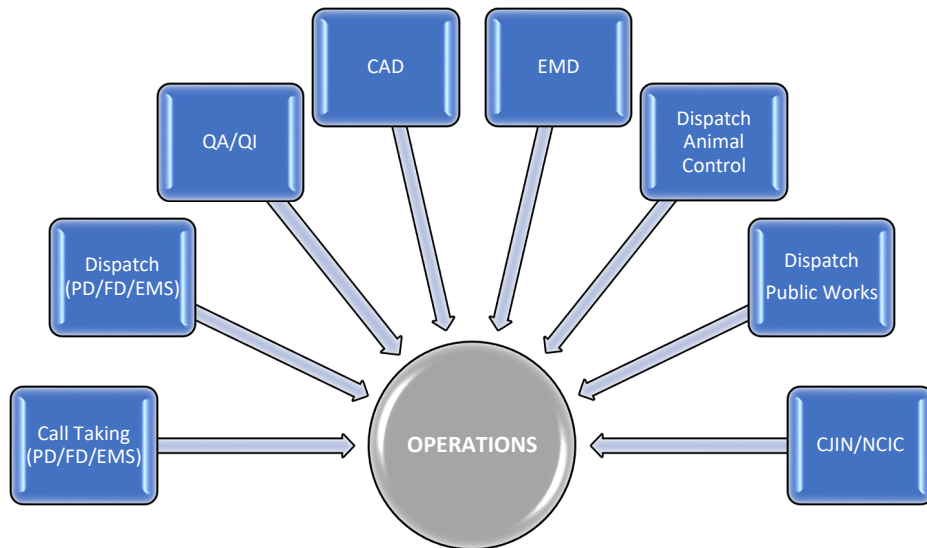 CAD
EMD
QA/QI
Dispatch
Animal
Control
Dispatch
(PD/FD/EMS)
Dispatch
Public Works
Call Taking
(PD/FD/EMS)
OPERATIONS
CJIN/NCIC